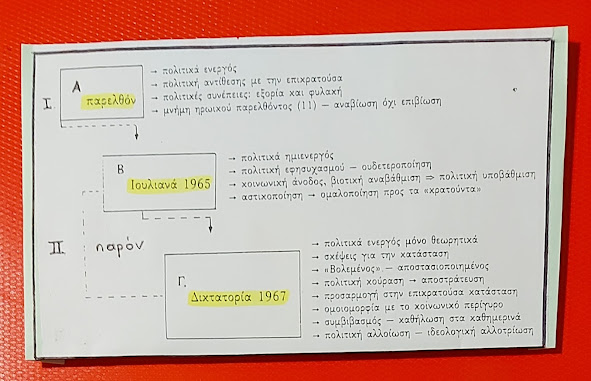 I
Α
παρελθόν
→ πολιτικά ενεργός
→ πολιτική αντίθεσης με την επικρατούσα
→ πολιτικές συνέπειες: εξορία και φυλακή
→ μνήμη ηρωικού παρελθόντος (11) – αναβίωση όχι επιβίωση
Β
Ιουλιανά 1965
→ πολιτικά ημιενεργός
→ πολιτική εφησυχασμού – ουδετεροποίηση
→ κοινωνική άνοδος, βιοτική αναβάθμιση ⇒ πολιτική υποβάθμιση
→ αστικοποίηση → ομαλοποίηση προς τα «κρατούντα»
II παρόν
Γ
Δικτατορία 1967
→ πολιτικά ενεργός μόνο θεωρητικά
→ σκέψεις για την κατάσταση
→ «Βολεμένος» – αποστασιοποιημένος
→ πολιτική κούραση → αποστράτευση
→ προσαρμογή στην επικρατούσα κατάσταση
→ ομοιομορφία με το κοινωνικό περίγυρο
→ συμβιβασμός – καθήλωση στα καθημερινά
→ πολιτική αλλοίωση – ιδεολογική αλλοτρίωση